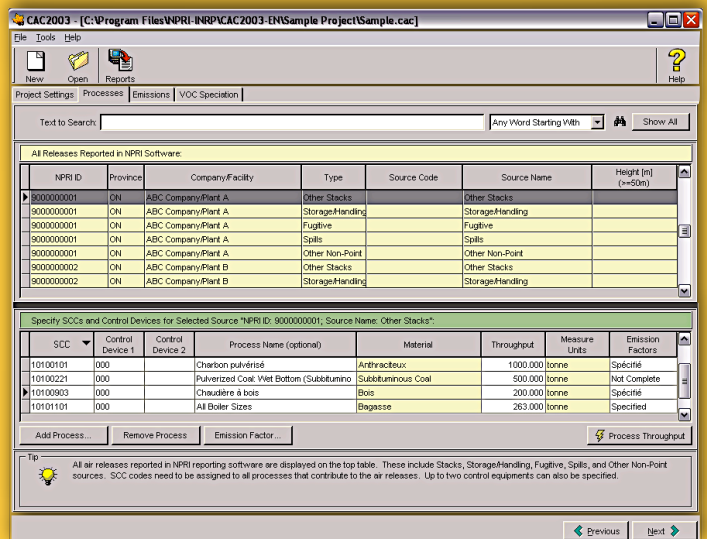 CAC2003 - [C:\Program Files\NPRI-INRP\CAC2003-EN\Sample Project\Sample.cac]
File Tools Help
New Open Reports Help
Project Settings Processes Emissions VOC Speciation
Text to Search: Any Word Starting With Show All
All Releases Reported in NPRI Software:
NPRI ID Province Company/Facility Type Source Code Source Name Height [m] (>=50m)
9000000001 ON ABC Company/Plant A Other Stacks Other Stacks
9000000001 ON ABC Company/Plant A Storage/Handling Storage/Handling
9000000001 ON ABC Company/Plant A Fugitive Fugitive
9000000001 ON ABC Company/Plant A Spills Spills
9000000001 ON ABC Company/Plant A Other Non-Point Other Non-Point
9000000002 ON ABC Company/Plant B Other Stacks Other Stacks
9000000002 ON ABC Company/Plant B Storage/Handling Storage/Handling
Specify SCCs and Control Devices for Selected Source "NPRI ID: 9000000001; Source Name: Other Stacks":
SCC Control Device 1 Control Device 2 Process Name (optional) Material Throughput Measure Units Emission Factors
10100101 000 Charbon pulvérisé Anthraciteux 1000.000 tonne Spécifié
10100221 000 Pulverized Coal: Wet Bottom (Subbitumino Subbituminous Coal 500.000 tonne Not Complete
10100903 000 Chaudière à bois Bois 200.000 tonne Spécifié
10101101 000 All Boiler Sizes Bagasse 263.000 tonne Specified
Add Process... Remove Process Emission Factor... Process Throughput
Tip
All air releases reported in NPRI reporting software are displayed on the top table. These include Stacks, Storage/Handling, Fugitive, Spills, and Other Non-Point
sources. SCC codes need to be assigned to all processes that contribute to the air releases. Up to two control equipments can also be specified.
Previous Next